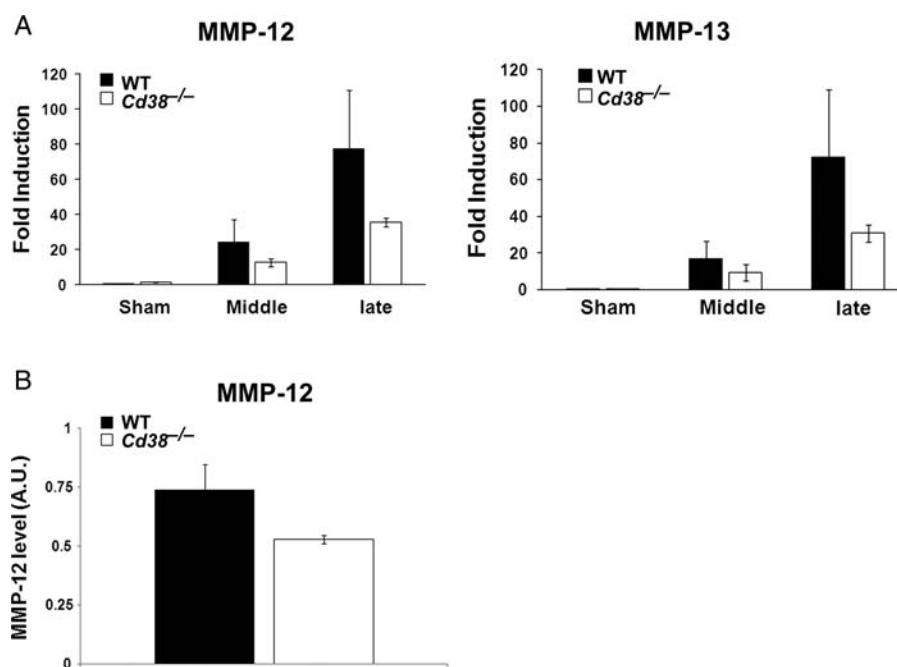 A
MMP-12
WT
Cd38–/–
Fold Induction
120
100
80
60
40
20
0
Sham Middle late
MMP-13
WT
Cd38–/–
Fold Induction
120
100
80
60
40
20
0
Sham Middle late
B
MMP-12
WT
Cd38–/–
MMP-12 level (A.U.)
1
0.75
0.5
0.25
0